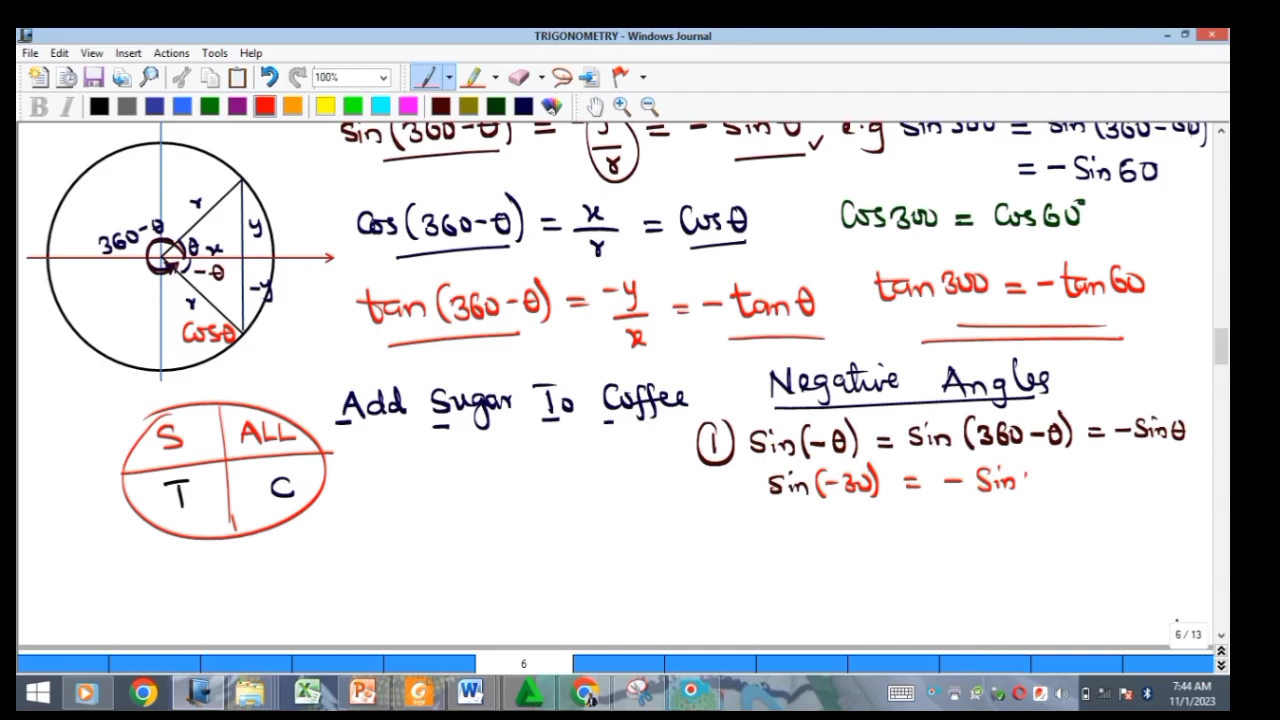 TRIGONOMETRY - Windows Journal
File Edit View Insert Actions Tools Help
100%
B I U
sin(360-θ) = -y/r = - sin θ, e.g sin 300 = sin(360-60)
= - Sin 60
Cos(360-θ) = x/r = Cos θ
Cos 300 = Cos 60°
tan(360-θ) = -y/x = - tan θ
tan 300 = - tan 60
360-θ
r
θ
x
y
-θ
-y
r
Cosθ
Add Sugar To Coffee
S ALL
T C
Negative Angles
① Sin(-θ) = Sin(360-θ) = -Sinθ
Sin(-30) = - Sin
6 / 13
6
7:44 AM
11/1/2023